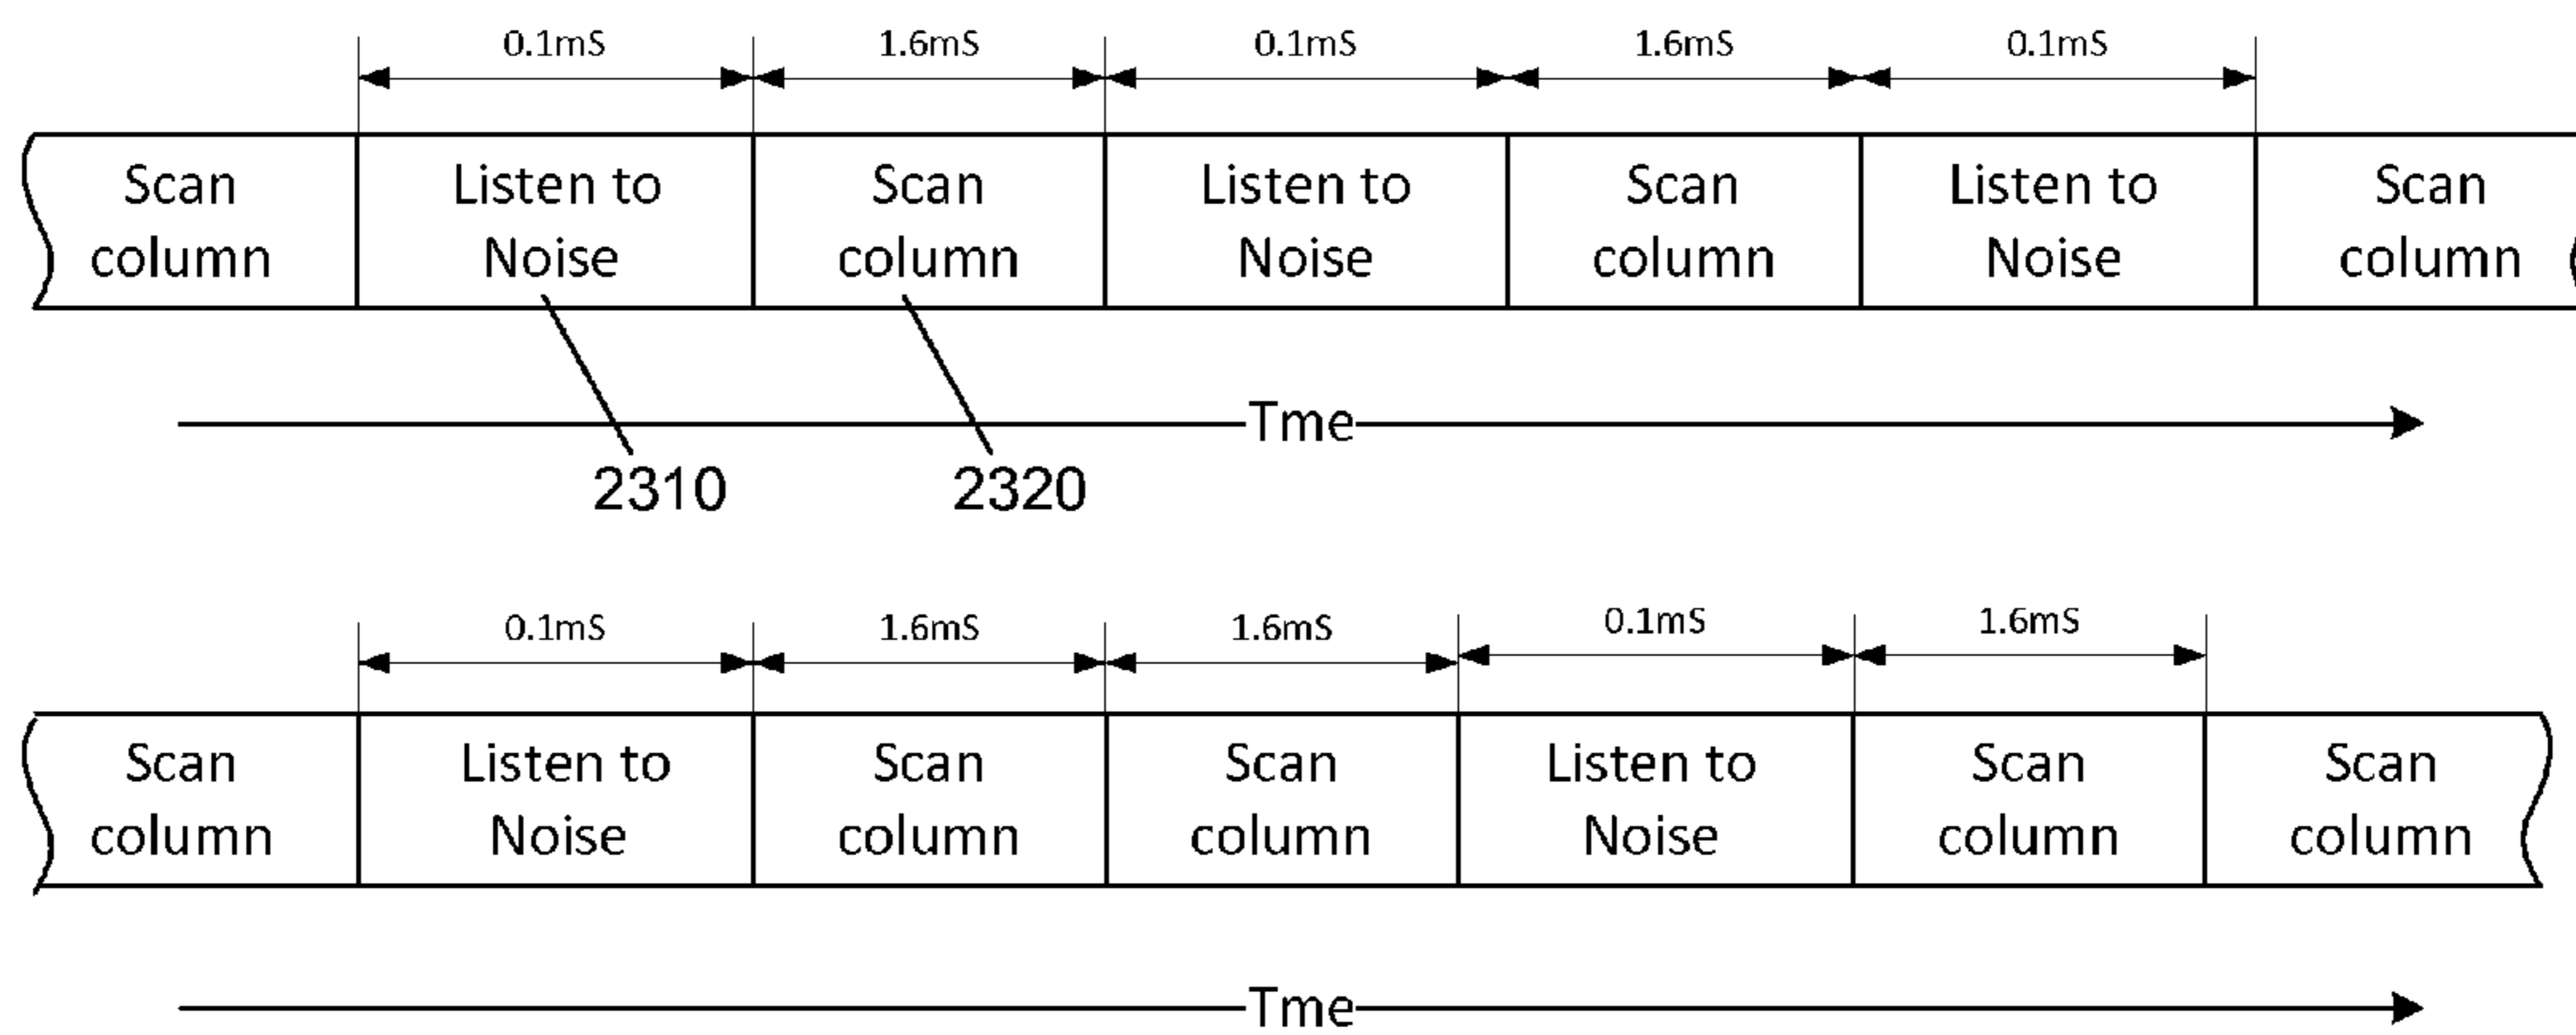 0.1mS 1.6mS 0.1mS 1.6mS 0.1mS
Scan Listen to Scan Listen to Scan Listen to Scan
column Noise column Noise column Noise column
Tme
2310 2320
0.1mS 1.6mS 1.6mS 0.1mS 1.6mS
Scan Listen to Scan Scan Listen to Scan Scan
column Noise column column Noise column column
Tme